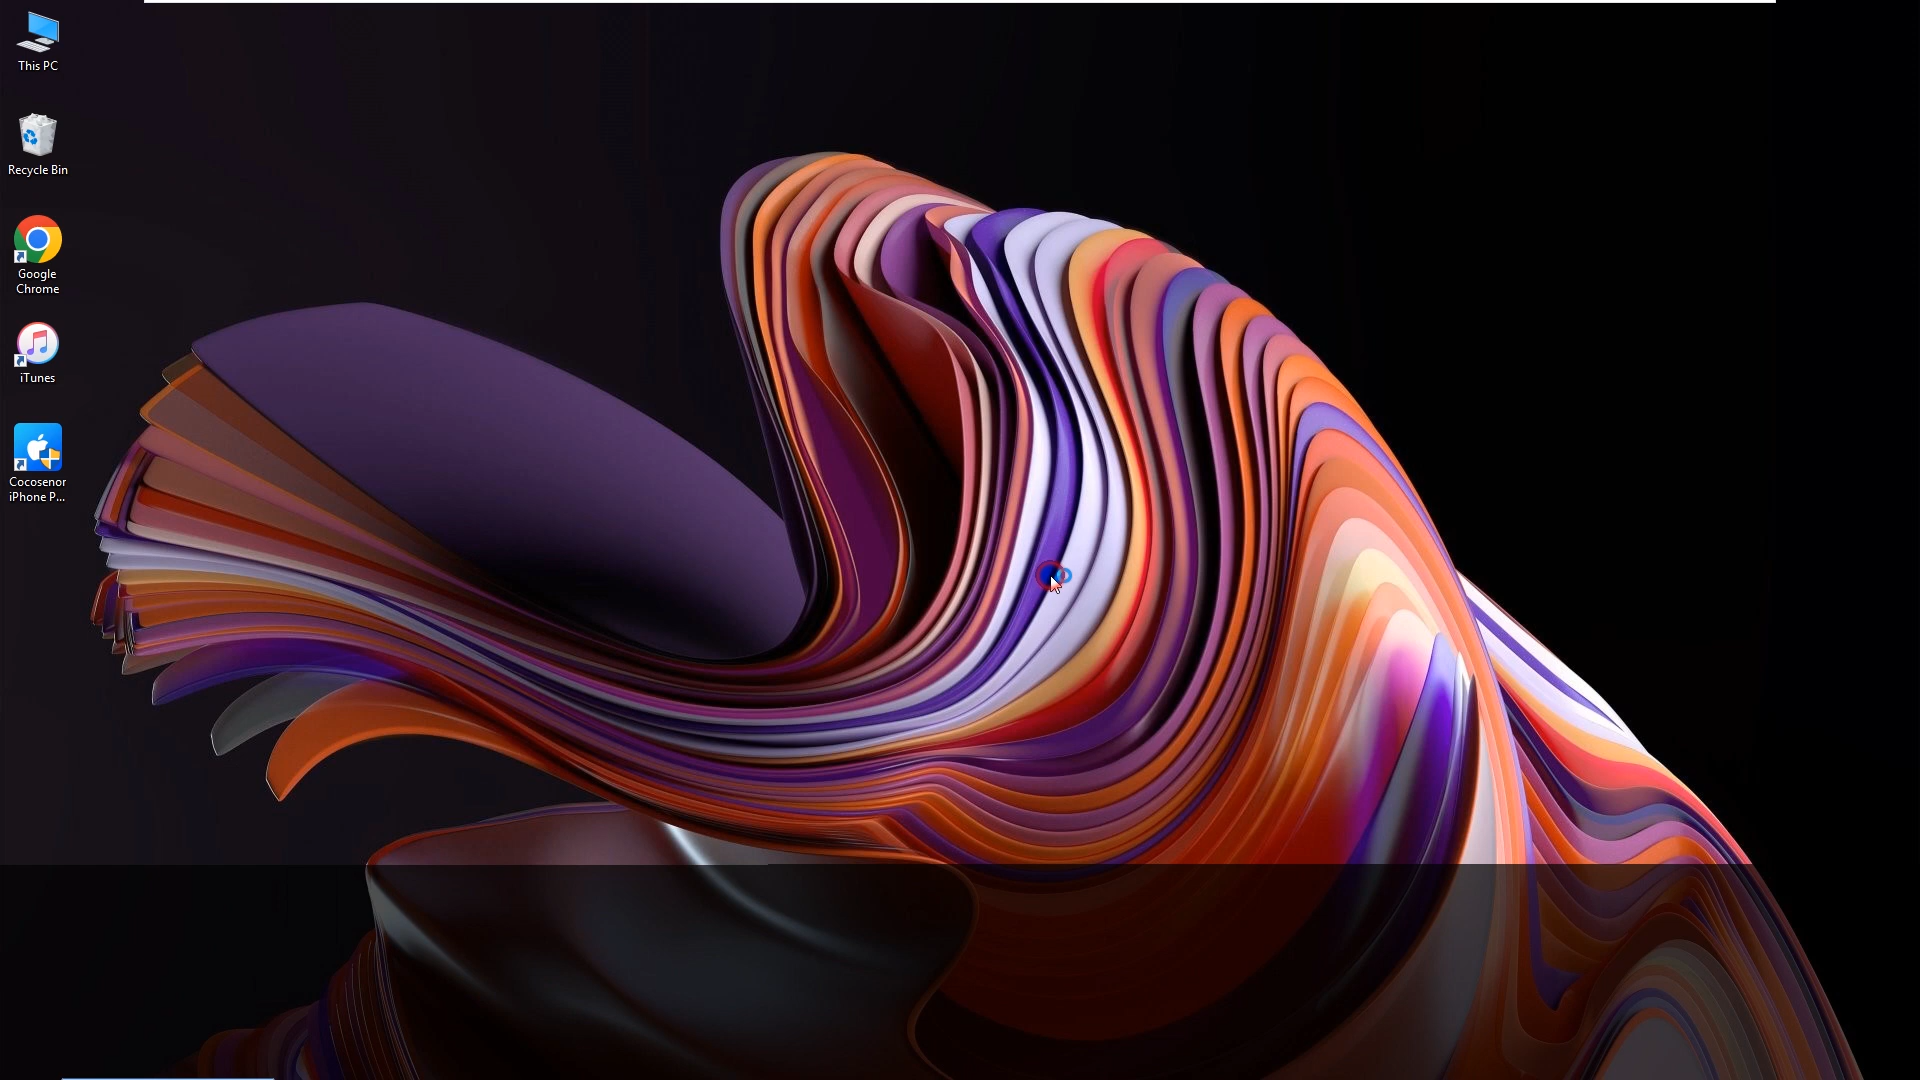 This PC
Recycle Bin
Google
Chrome
iTunes
Cocosenor
iPhone P...